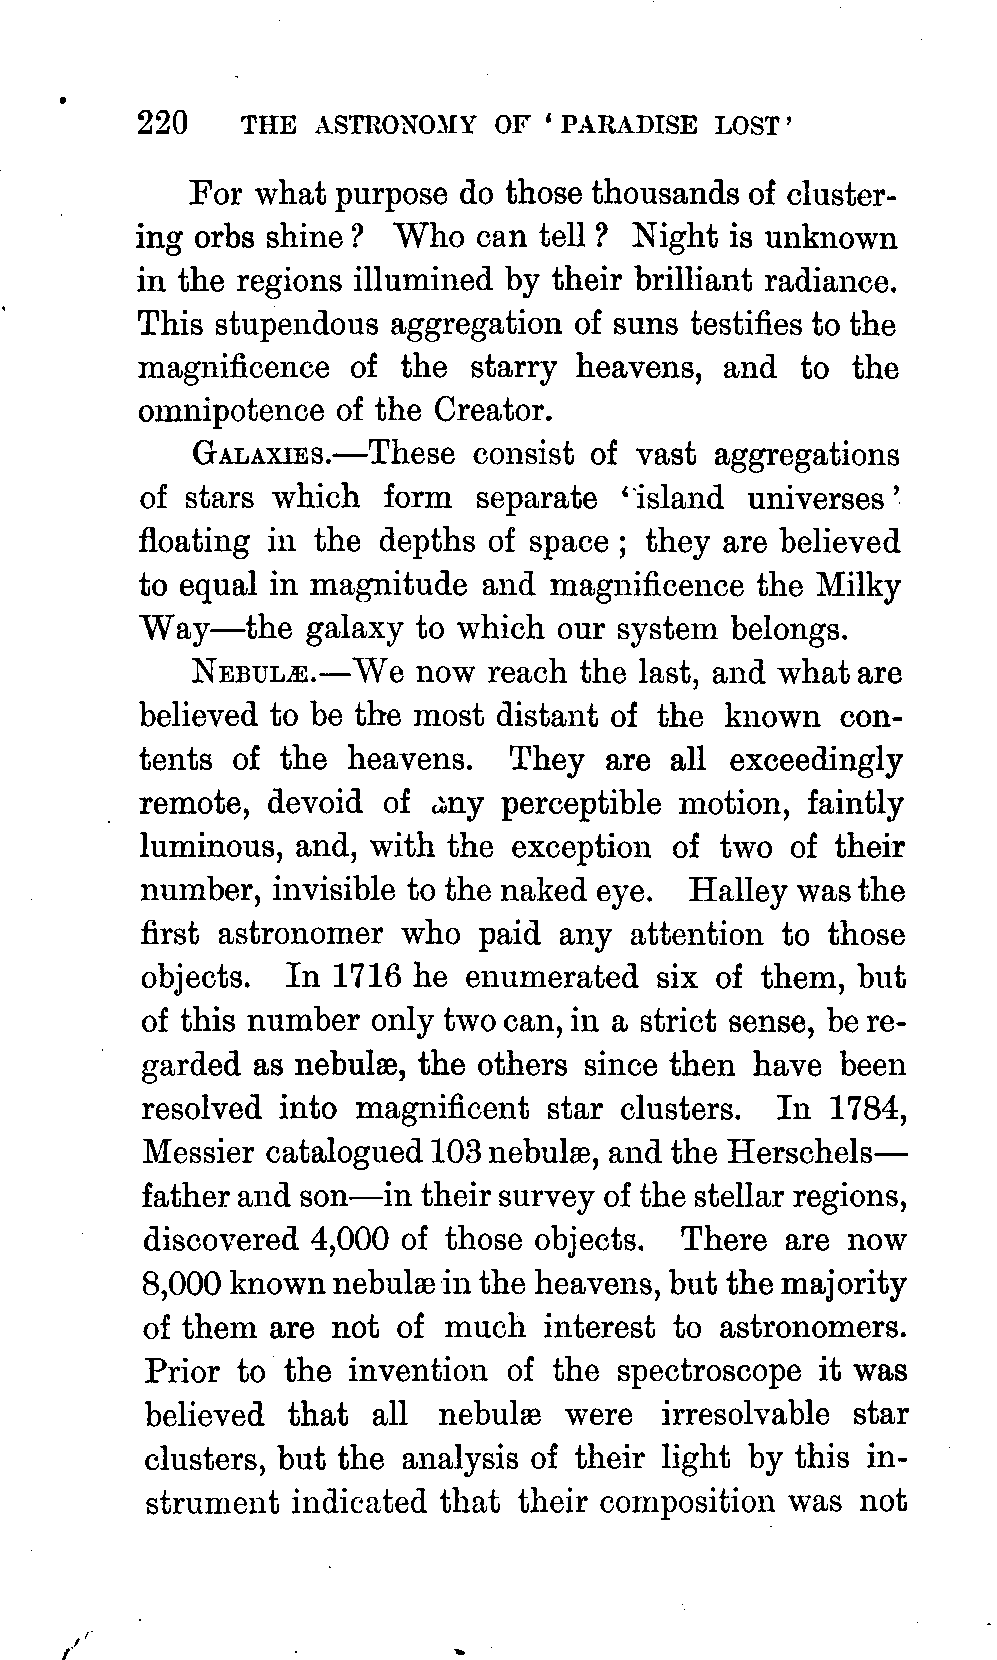 220 THE ASTRONOMY OF ‘ PARADISE LOST’
For what purpose do those thousands of cluster-
ing orbs shine ? Who can tell ? Night is unknown
in the regions illumined by their brilliant radiance.
This stupendous aggregation of suns testifies to the
magnificence of the starry heavens, and to the
omnipotence of the Creator.
GALAXIES.—These consist of vast aggregations
of stars which form separate ‘island universes’
floating in the depths of space ; they are believed
to equal in magnitude and magnificence the Milky
Way—the galaxy to which our system belongs.
NEBULÆ.—We now reach the last, and what are
believed to be the most distant of the known con-
tents of the heavens. They are all exceedingly
remote, devoid of any perceptible motion, faintly
luminous, and, with the exception of two of their
number, invisible to the naked eye. Halley was the
first astronomer who paid any attention to those
objects. In 1716 he enumerated six of them, but
of this number only two can, in a strict sense, be re-
garded as nebulæ, the others since then have been
resolved into magnificent star clusters. In 1784,
Messier catalogued 103 nebulæ, and the Herschels—
father and son—in their survey of the stellar regions,
discovered 4,000 of those objects. There are now
8,000 known nebulæ in the heavens, but the majority
of them are not of much interest to astronomers.
Prior to the invention of the spectroscope it was
believed that all nebulæ were irresolvable star
clusters, but the analysis of their light by this in-
strument indicated that their composition was not